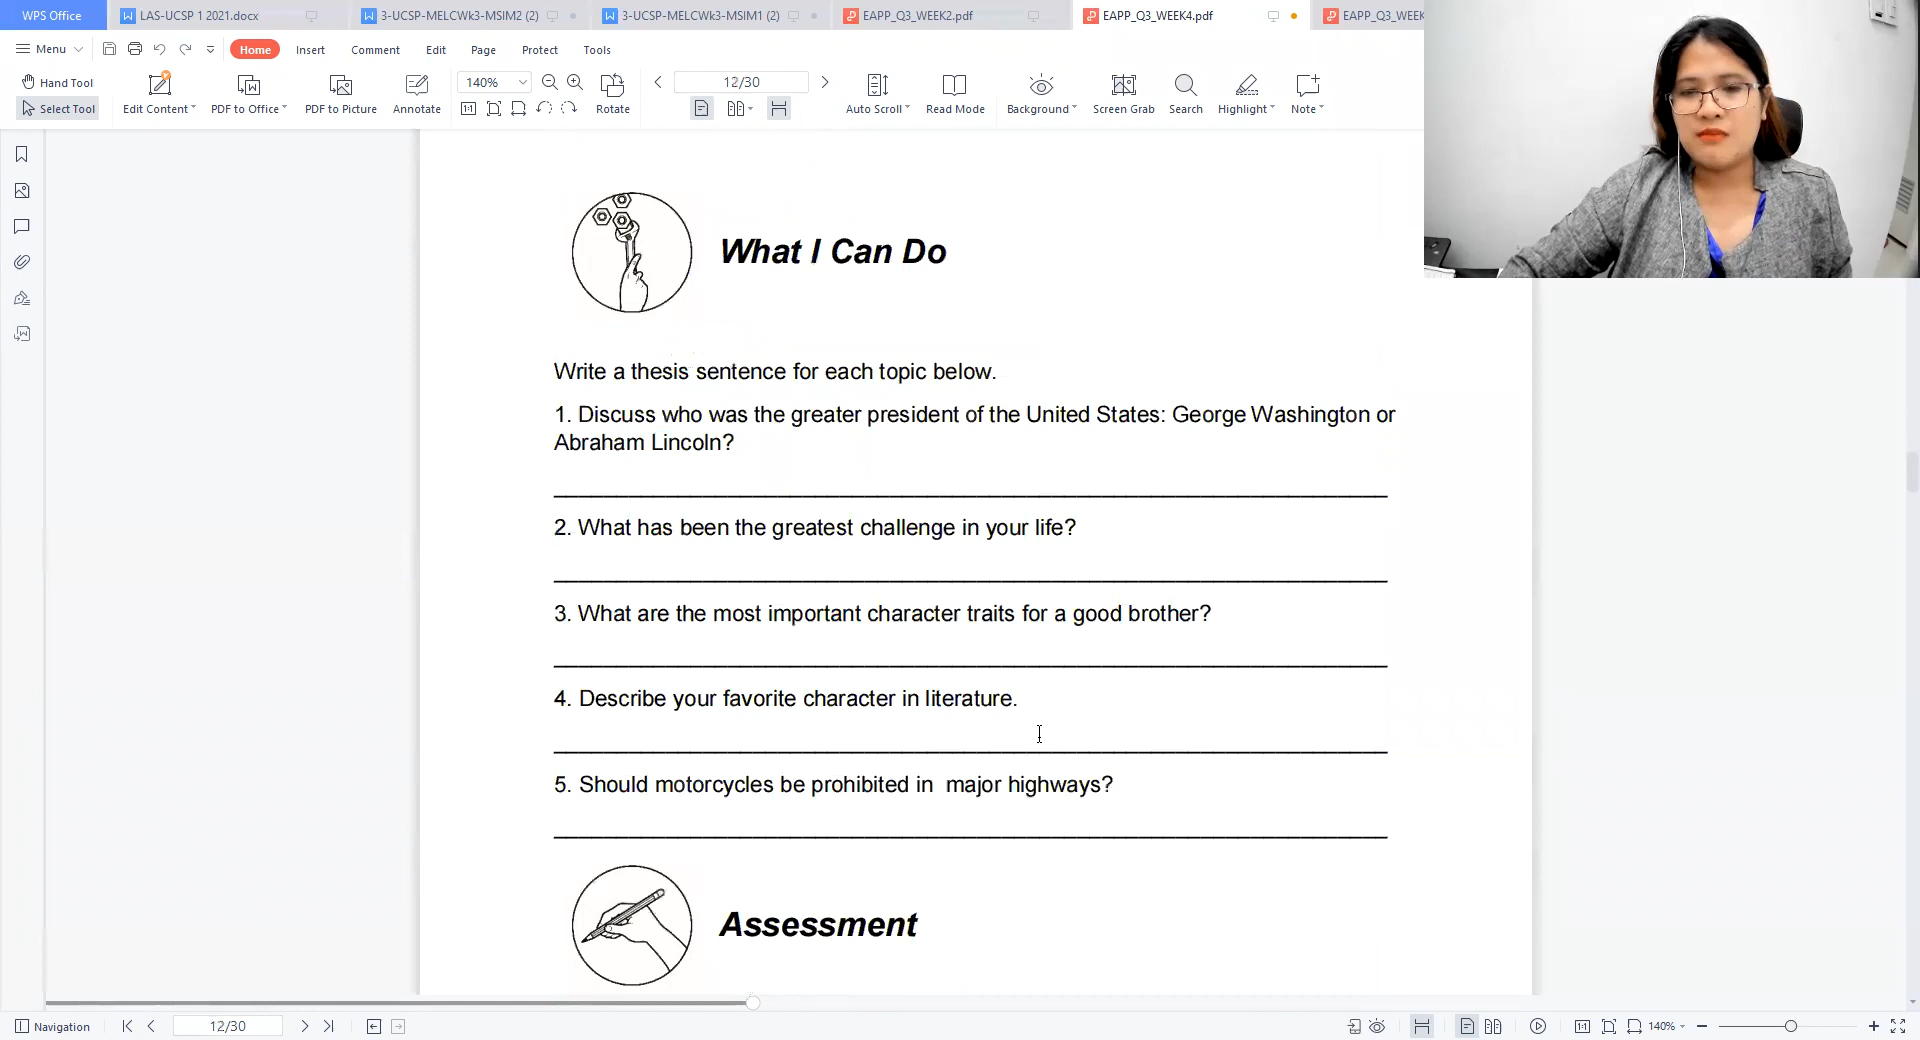 WPS Office
LAS-UCSP 1 2021.docx
3-UCSP-MELCWk3-MSIM2 (2)
3-UCSP-MELCWk3-MSIM1 (2)
EAPP_Q3_WEEK2.pdf
EAPP_Q3_WEEK4.pdf
EAPP_Q3_WEEK
Menu
Home
Insert
Comment
Edit
Page
Protect
Tools
Hand Tool
Select Tool
Edit Content
PDF to Office
PDF to Picture
Annotate
140%
1:1
Rotate
12/30
Auto Scroll
Read Mode
Background
Screen Grab
Search
Highlight
Note
What I Can Do
Write a thesis sentence for each topic below.
1. Discuss who was the greater president of the United States: George Washington or
Abraham Lincoln?
2. What has been the greatest challenge in your life?
3. What are the most important character traits for a good brother?
4. Describe your favorite character in literature.
5. Should motorcycles be prohibited in  major highways?
Assessment
Navigation
12/30
1:1
140%